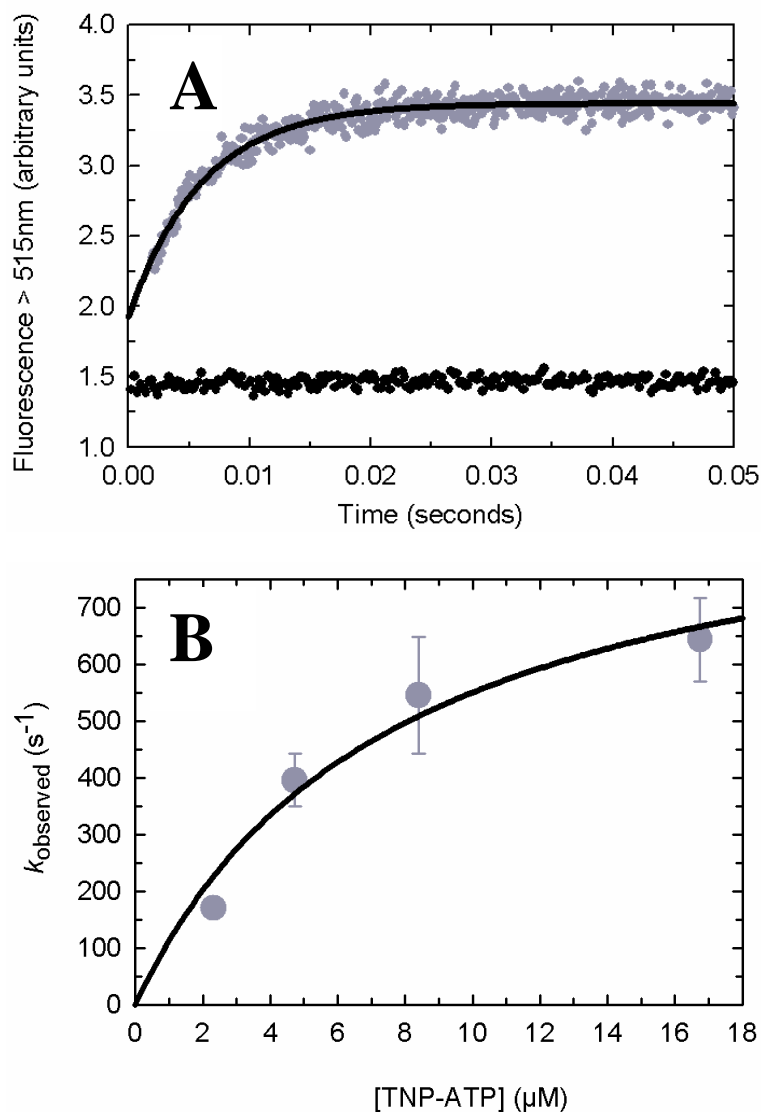 A
Fluorescence > 515nm (arbitrary units)
4.0
3.5
3.0
2.5
2.0
1.5
1.0
0.00 0.01 0.02 0.03 0.04 0.05
Time (seconds)
B
kobserved (s⁻¹)
700
600
500
400
300
200
100
0
0 2 4 6 8 10 12 14 16 18
[TNP-ATP] (µM)